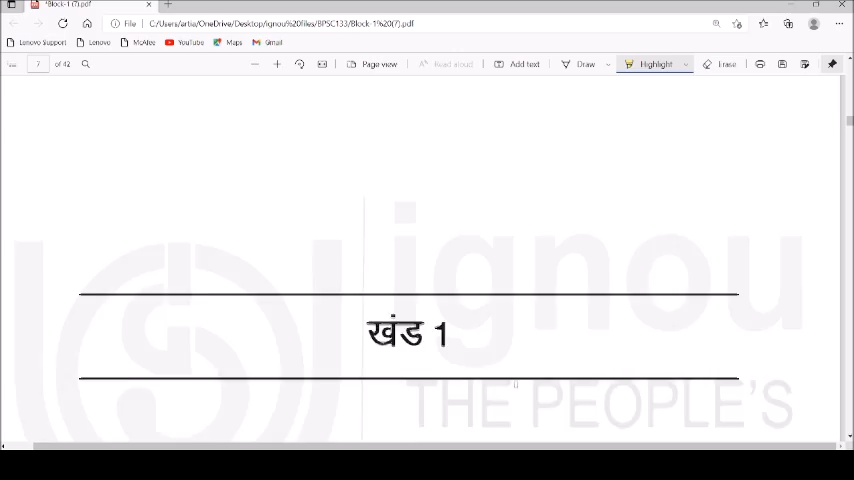 *Block-1 (7).pdf
File C:/Users/artia/OneDrive/Desktop/ignou%20files/BPSC133/Block-1%20(7).pdf
Lenovo Support Lenovo McAfee YouTube Maps Gmail
7 of 42 Page view Read aloud Add text Draw Highlight Erase
ignou
खंड 1
THE PEOPLE'S